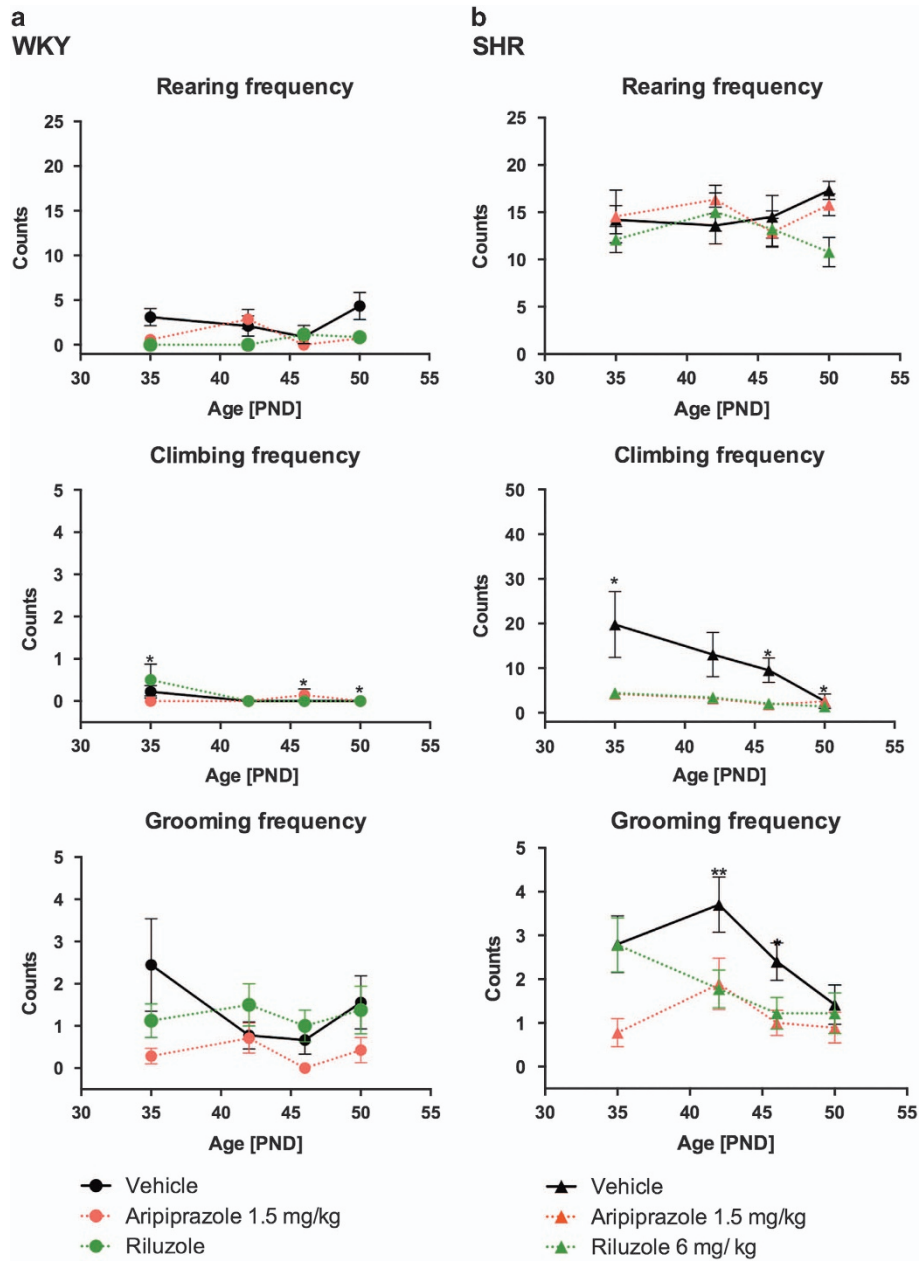 a
WKY
Rearing frequency
25
20
15
10
5
0
Counts
30 35 40 45 50 55
Age [PND]
Climbing frequency
5
4
3
2
1
0
Counts
* * *
30 35 40 45 50 55
Age [PND]
Grooming frequency
5
4
3
2
1
0
Counts
30 35 40 45 50 55
Age [PND]
Vehicle
Aripiprazole 1.5 mg/kg
Riluzole
b
SHR
Rearing frequency
25
20
15
10
5
0
Counts
30 35 40 45 50 55
Age [PND]
Climbing frequency
50
40
30
20
10
0
Counts
* * *
30 35 40 45 50 55
Age [PND]
Grooming frequency
5
4
3
2
1
0
Counts
** *
30 35 40 45 50 55
Age [PND]
Vehicle
Aripiprazole 1.5 mg/kg
Riluzole 6 mg/ kg